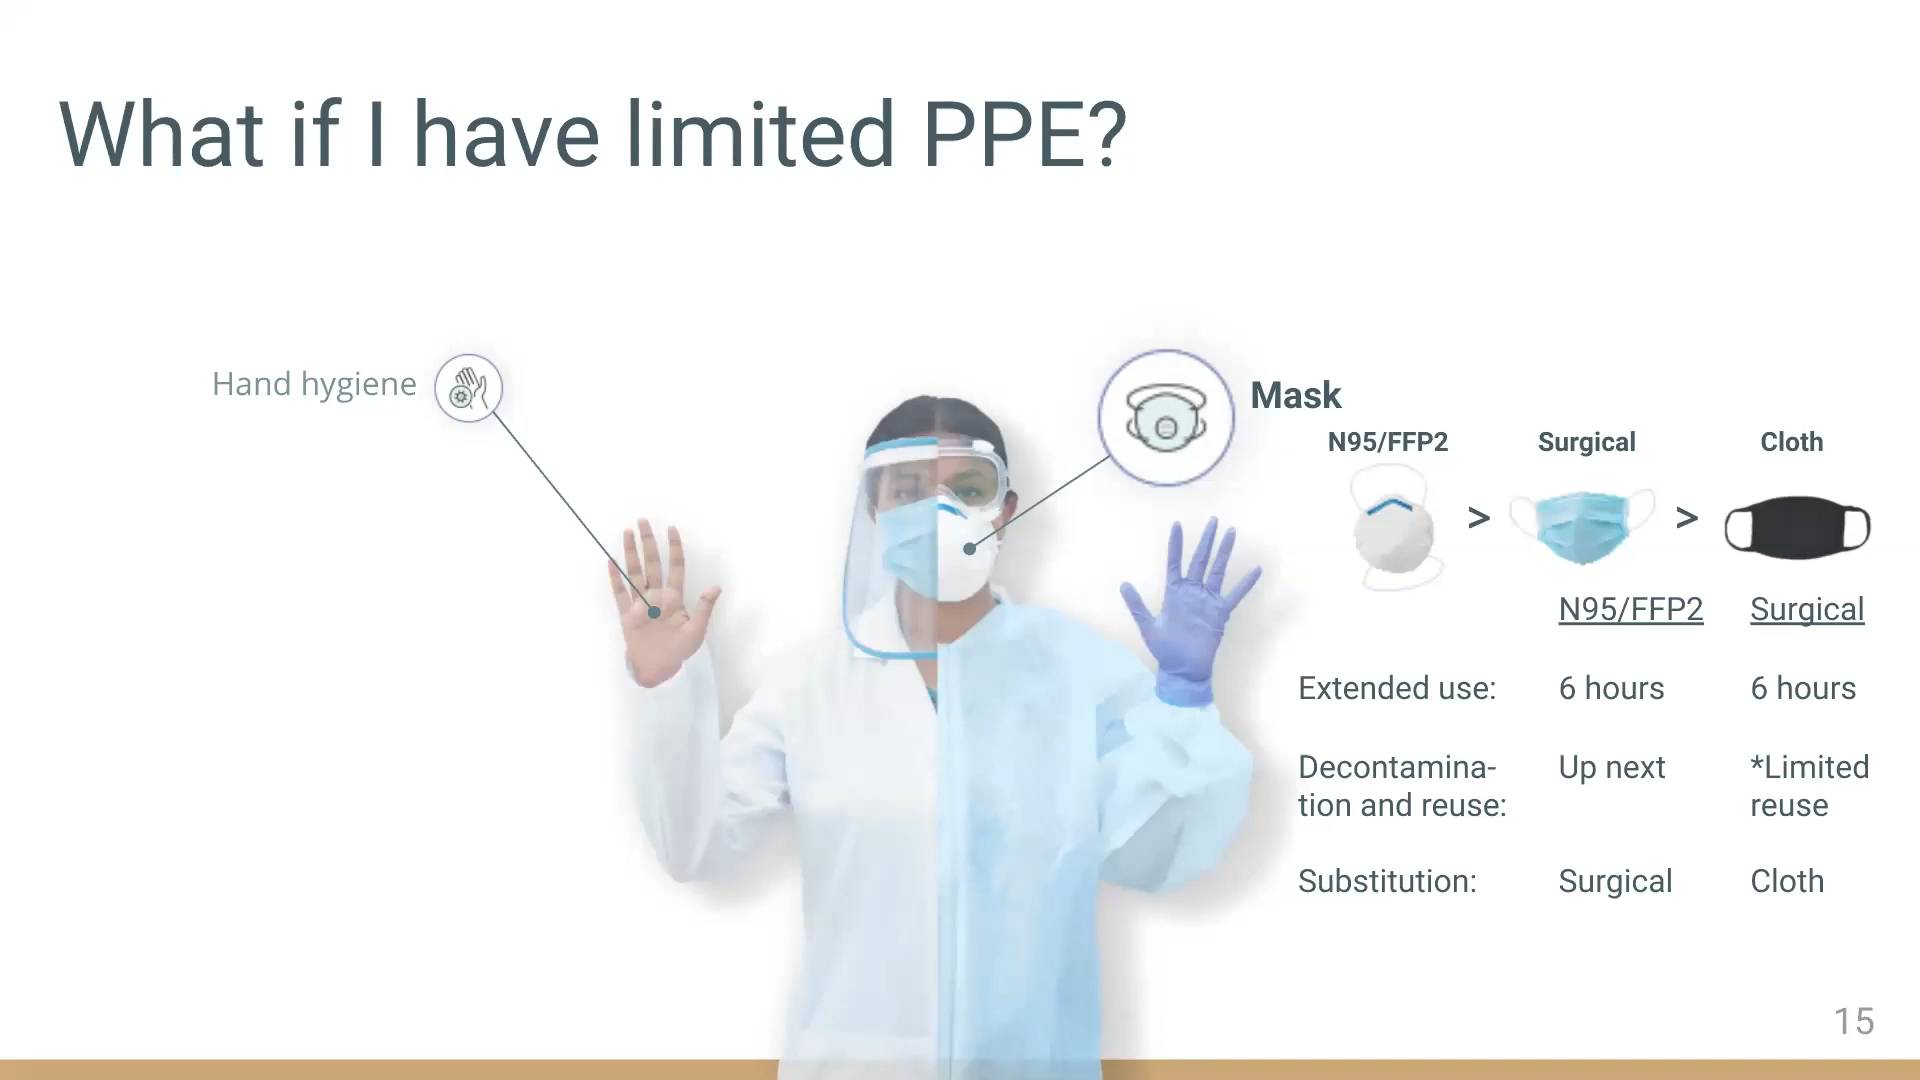 What if I have limited PPE?
Hand hygiene
Mask
N95/FFP2 Surgical Cloth
> >
N95/FFP2 Surgical
Extended use: 6 hours 6 hours
Decontamina- Up next *Limited
tion and reuse: reuse
Substitution: Surgical Cloth
15